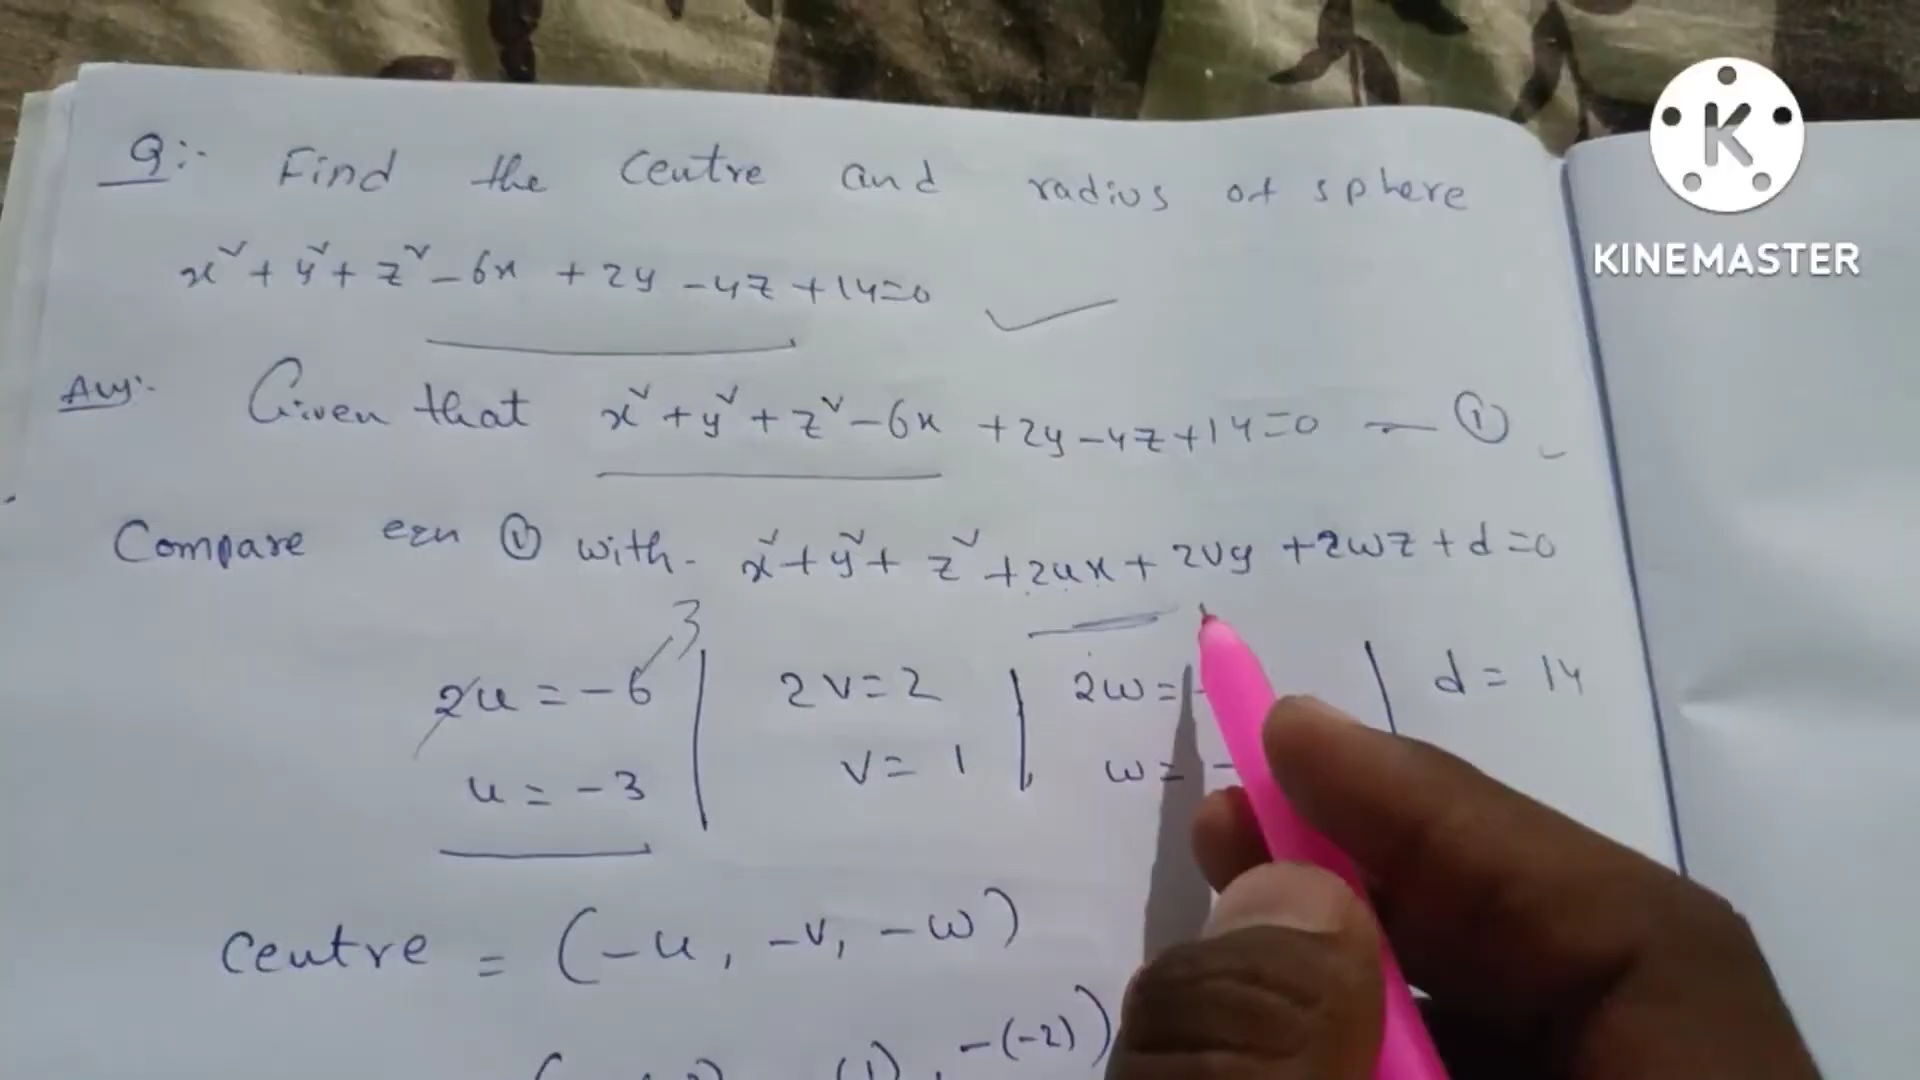 Q:- Find the centre and radius of sphere
x² + y² + z² - 6x + 2y - 4z + 14 = 0
Ans:- Given that x² + y² + z² - 6x + 2y - 4z + 14 = 0 — ①
Compare eqn ① with - x² + y² + z² + 2ux + 2vy + 2wz + d = 0
3
2u = -6 | 2v = 2 | 2w = - | d = 14
u = -3 v = 1 w = -
centre = (-u, -v, -w)
(1), -(-2))
KINEMASTER